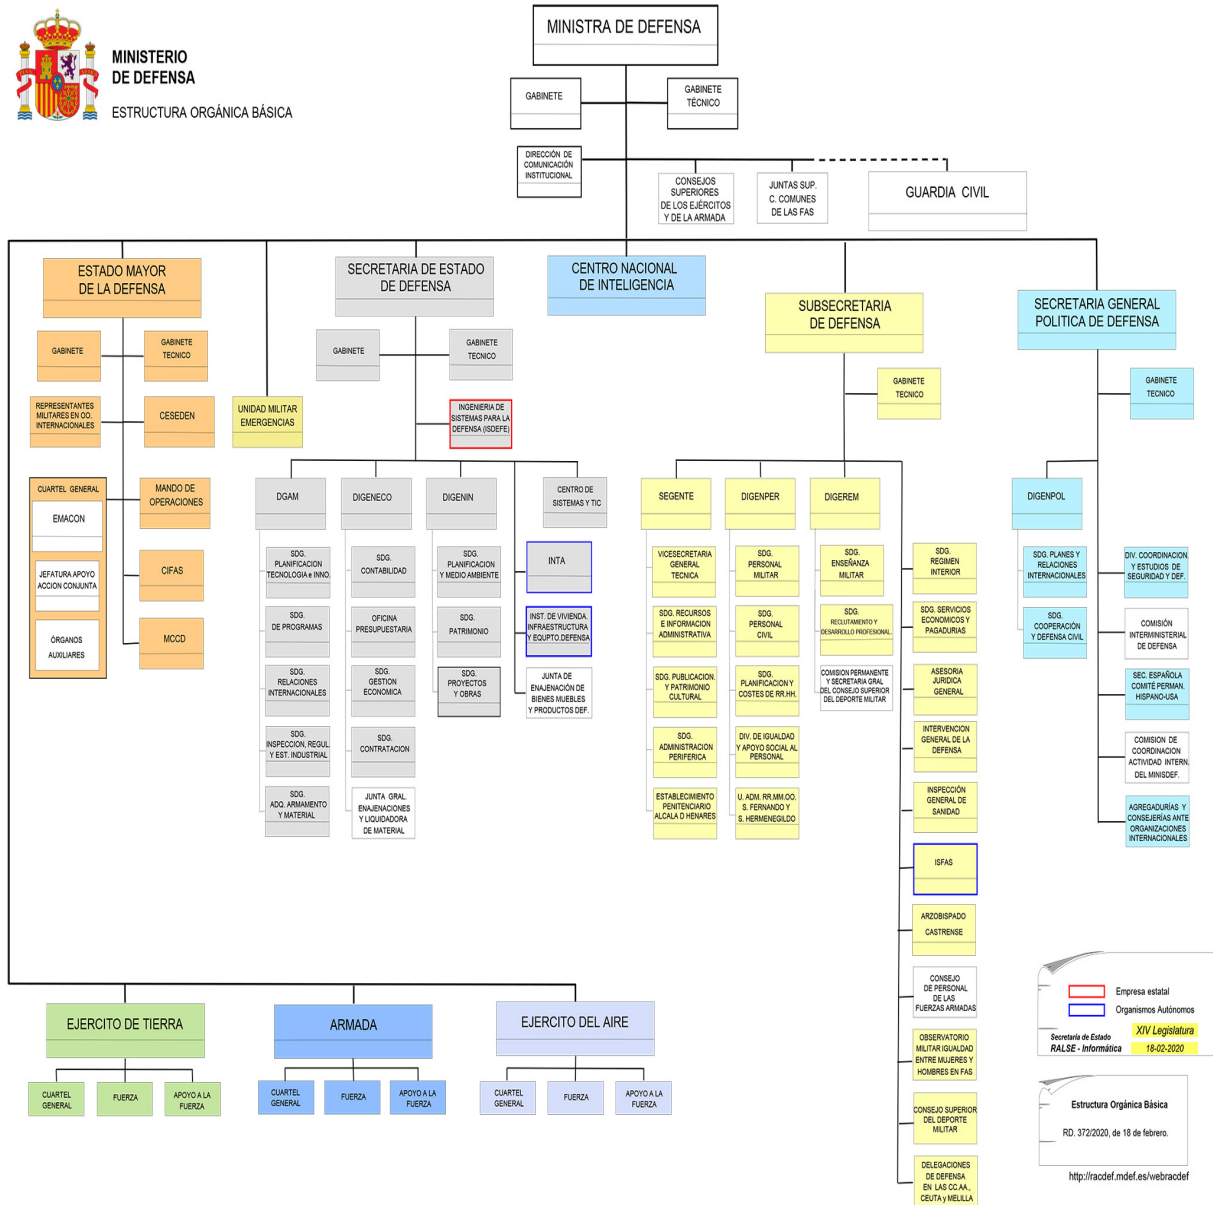 MINISTERIO
DE DEFENSA
ESTRUCTURA ORGÁNICA BÁSICA
MINISTRA DE DEFENSA
GABINETE
GABINETE
TÉCNICO
DIRECCIÓN DE
COMUNICACIÓN
INSTITUCIONAL
CONSEJOS
SUPERIORES
DE LOS EJÉRCITOS
Y DE LA ARMADA
JUNTAS SUP.
C. COMUNES
DE LAS FAS
GUARDIA CIVIL
ESTADO MAYOR
DE LA DEFENSA
GABINETE
GABINETE
TECNICO
REPRESENTANTES
MILITARES EN OO.
INTERNACIONALES
CESEDEN
CUARTEL GENERAL
EMACON
JEFATURA APOYO
ACCION CONJUNTA
ÓRGANOS
AUXILIARES
MANDO DE
OPERACIONES
CIFAS
MCCD
UNIDAD MILITAR
EMERGENCIAS
SECRETARIA DE ESTADO
DE DEFENSA
GABINETE
GABINETE
TECNICO
INGENIERIA DE
SISTEMAS PARA LA
DEFENSA (ISDEFE)
DGAM
SDG.
PLANIFICACION
TECNOLOGIA e INNO.
SDG.
DE PROGRAMAS
SDG.
RELACIONES
INTERNACIONALES
SDG.
INSPECCION, REGUL.
Y EST. INDUSTRIAL
SDG.
ADQ. ARMAMENTO
Y MATERIAL
DIGENECO
SDG.
CONTABILIDAD
OFICINA
PRESUPUESTARIA
SDG.
GESTION
ECONOMICA
SDG.
CONTRATACION
JUNTA GRAL.
ENAJENACIONES
Y LIQUIDADORA
DE MATERIAL
DIGENIN
SDG.
PLANIFICACION
Y MEDIO AMBIENTE
SDG.
PATRIMONIO
SDG.
PROYECTOS
Y OBRAS
CENTRO DE
SISTEMAS Y TIC
INTA
INST. DE VIVIENDA.
INFRAESTRUCTURA
Y EQUPTO.DEFENSA
JUNTA DE
ENAJENACIÓN DE
BIENES MUEBLES
Y PRODUCTOS DEF.
CENTRO NACIONAL
DE INTELIGENCIA
SUBSECRETARIA
DE DEFENSA
GABINETE
TECNICO
SEGENTE
VICESECRETARIA
GENERAL
TECNICA
SDG. RECURSOS
E INFORMACION
ADMINISTRATIVA
SDG. PUBLICACION.
Y PATRIMONIO
CULTURAL
SDG.
ADMINISTRACION
PERIFERICA
ESTABLECIMIENTO
PENITENCIARIO
ALCALA D HENARES
DIGENPER
SDG.
PERSONAL
MILITAR
SDG.
PERSONAL
CIVIL
SDG.
PLANIFICACION Y
COSTES DE RR.HH.
DIV. DE IGUALDAD
Y APOYO SOCIAL AL
PERSONAL
U. ADM. RR.MM.OO.
S. FERNANDO Y
S. HERMENEGILDO
DIGEREM
SDG.
ENSEÑANZA
MILITAR
SDG.
RECLUTAMIENTO Y
DESARROLLO PROFESIONAL.
COMISION PERMANENTE
Y SECRETARIA GRAL
DEL CONSEJO SUPERIOR
DEL DEPORTE MILITAR
SDG.
REGIMEN
INTERIOR
SDG. SERVICIOS
ECONOMICOS Y
PAGADURIAS
ASESORIA
JURIDICA
GENERAL
INTERVENCION
GENERAL DE LA
DEFENSA
INSPECCIÓN
GENERAL DE
SANIDAD
ISFAS
ARZOBISPADO
CASTRENSE
CONSEJO
DE PERSONAL
DE LAS
FUERZAS ARMADAS
OBSERVATORIO
MILITAR IGUALDAD
ENTRE MUJERES Y
HOMBRES EN FAS
CONSEJO SUPERIOR
DEL DEPORTE
MILITAR
DELEGACIONES
DE DEFENSA
EN LAS CC.AA.,
CEUTA y MELILLA
SECRETARIA GENERAL
POLITICA DE DEFENSA
GABINETE
TECNICO
DIGENPOL
SDG. PLANES Y
RELACIONES
INTERNACIONALES
SDG.
COOPERACIÓN
Y DEFENSA CIVIL
DIV. COORDINACION.
Y ESTUDIOS DE
SEGURIDAD Y DEF.
COMISIÓN
INTERMINISTERIAL
DE DEFENSA
SEC. ESPAÑOLA
COMITÉ PERMAN.
HISPANO-USA
COMISION DE
COORDINACION
ACTIVIDAD INTERN.
DEL MINISDEF.
AGREGADURÍAS Y
CONSEJERÍAS ANTE
ORGANIZACIONES
INTERNACIONALES
EJERCITO DE TIERRA
CUARTEL
GENERAL
FUERZA
APOYO A LA
FUERZA
ARMADA
CUARTEL
GENERAL
FUERZA
APOYO A LA
FUERZA
EJERCITO DEL AIRE
CUARTEL
GENERAL
FUERZA
APOYO A LA
FUERZA
Empresa estatal
Organismos Autónomos
Secretaría de Estado
RALSE - Informática
XIV Legislatura
18-02-2020
Estructura Orgánica Básica
RD. 372/2020, de 18 de febrero.
http://racdef.mdef.es/webracdef